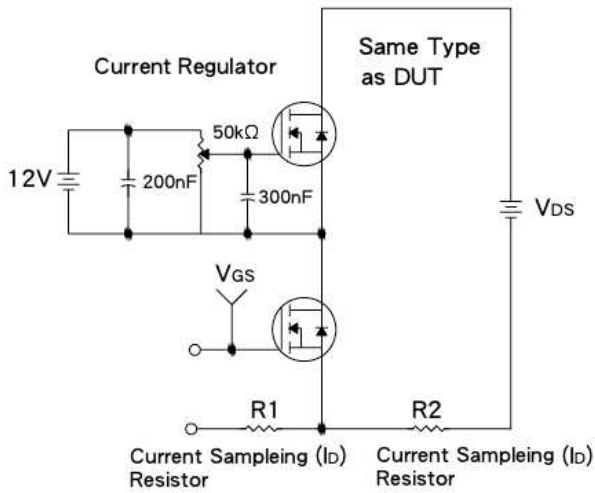 Same Type
as DUT
Current Regulator
50kΩ
12V
200nF
300nF
VDS
VGS
R1
R2
Current Sampleing (ID)
Resistor
Current Sampleing (ID)
Resistor